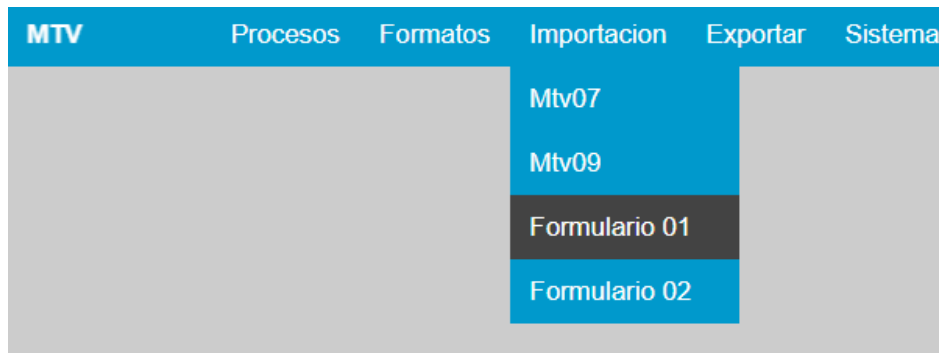 MTV Procesos Formatos Importacion Exportar Sistema
Mtv07
Mtv09
Formulario 01
Formulario 02